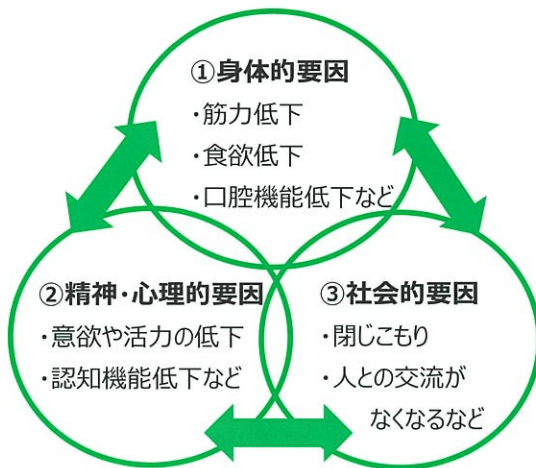 ①身体的要因
・筋力低下
・食欲低下
・口腔機能低下など
②精神・心理的要因
・意欲や活力の低下
・認知機能低下など
③社会的要因
・閉じこもり
・人との交流が
なくなるなど